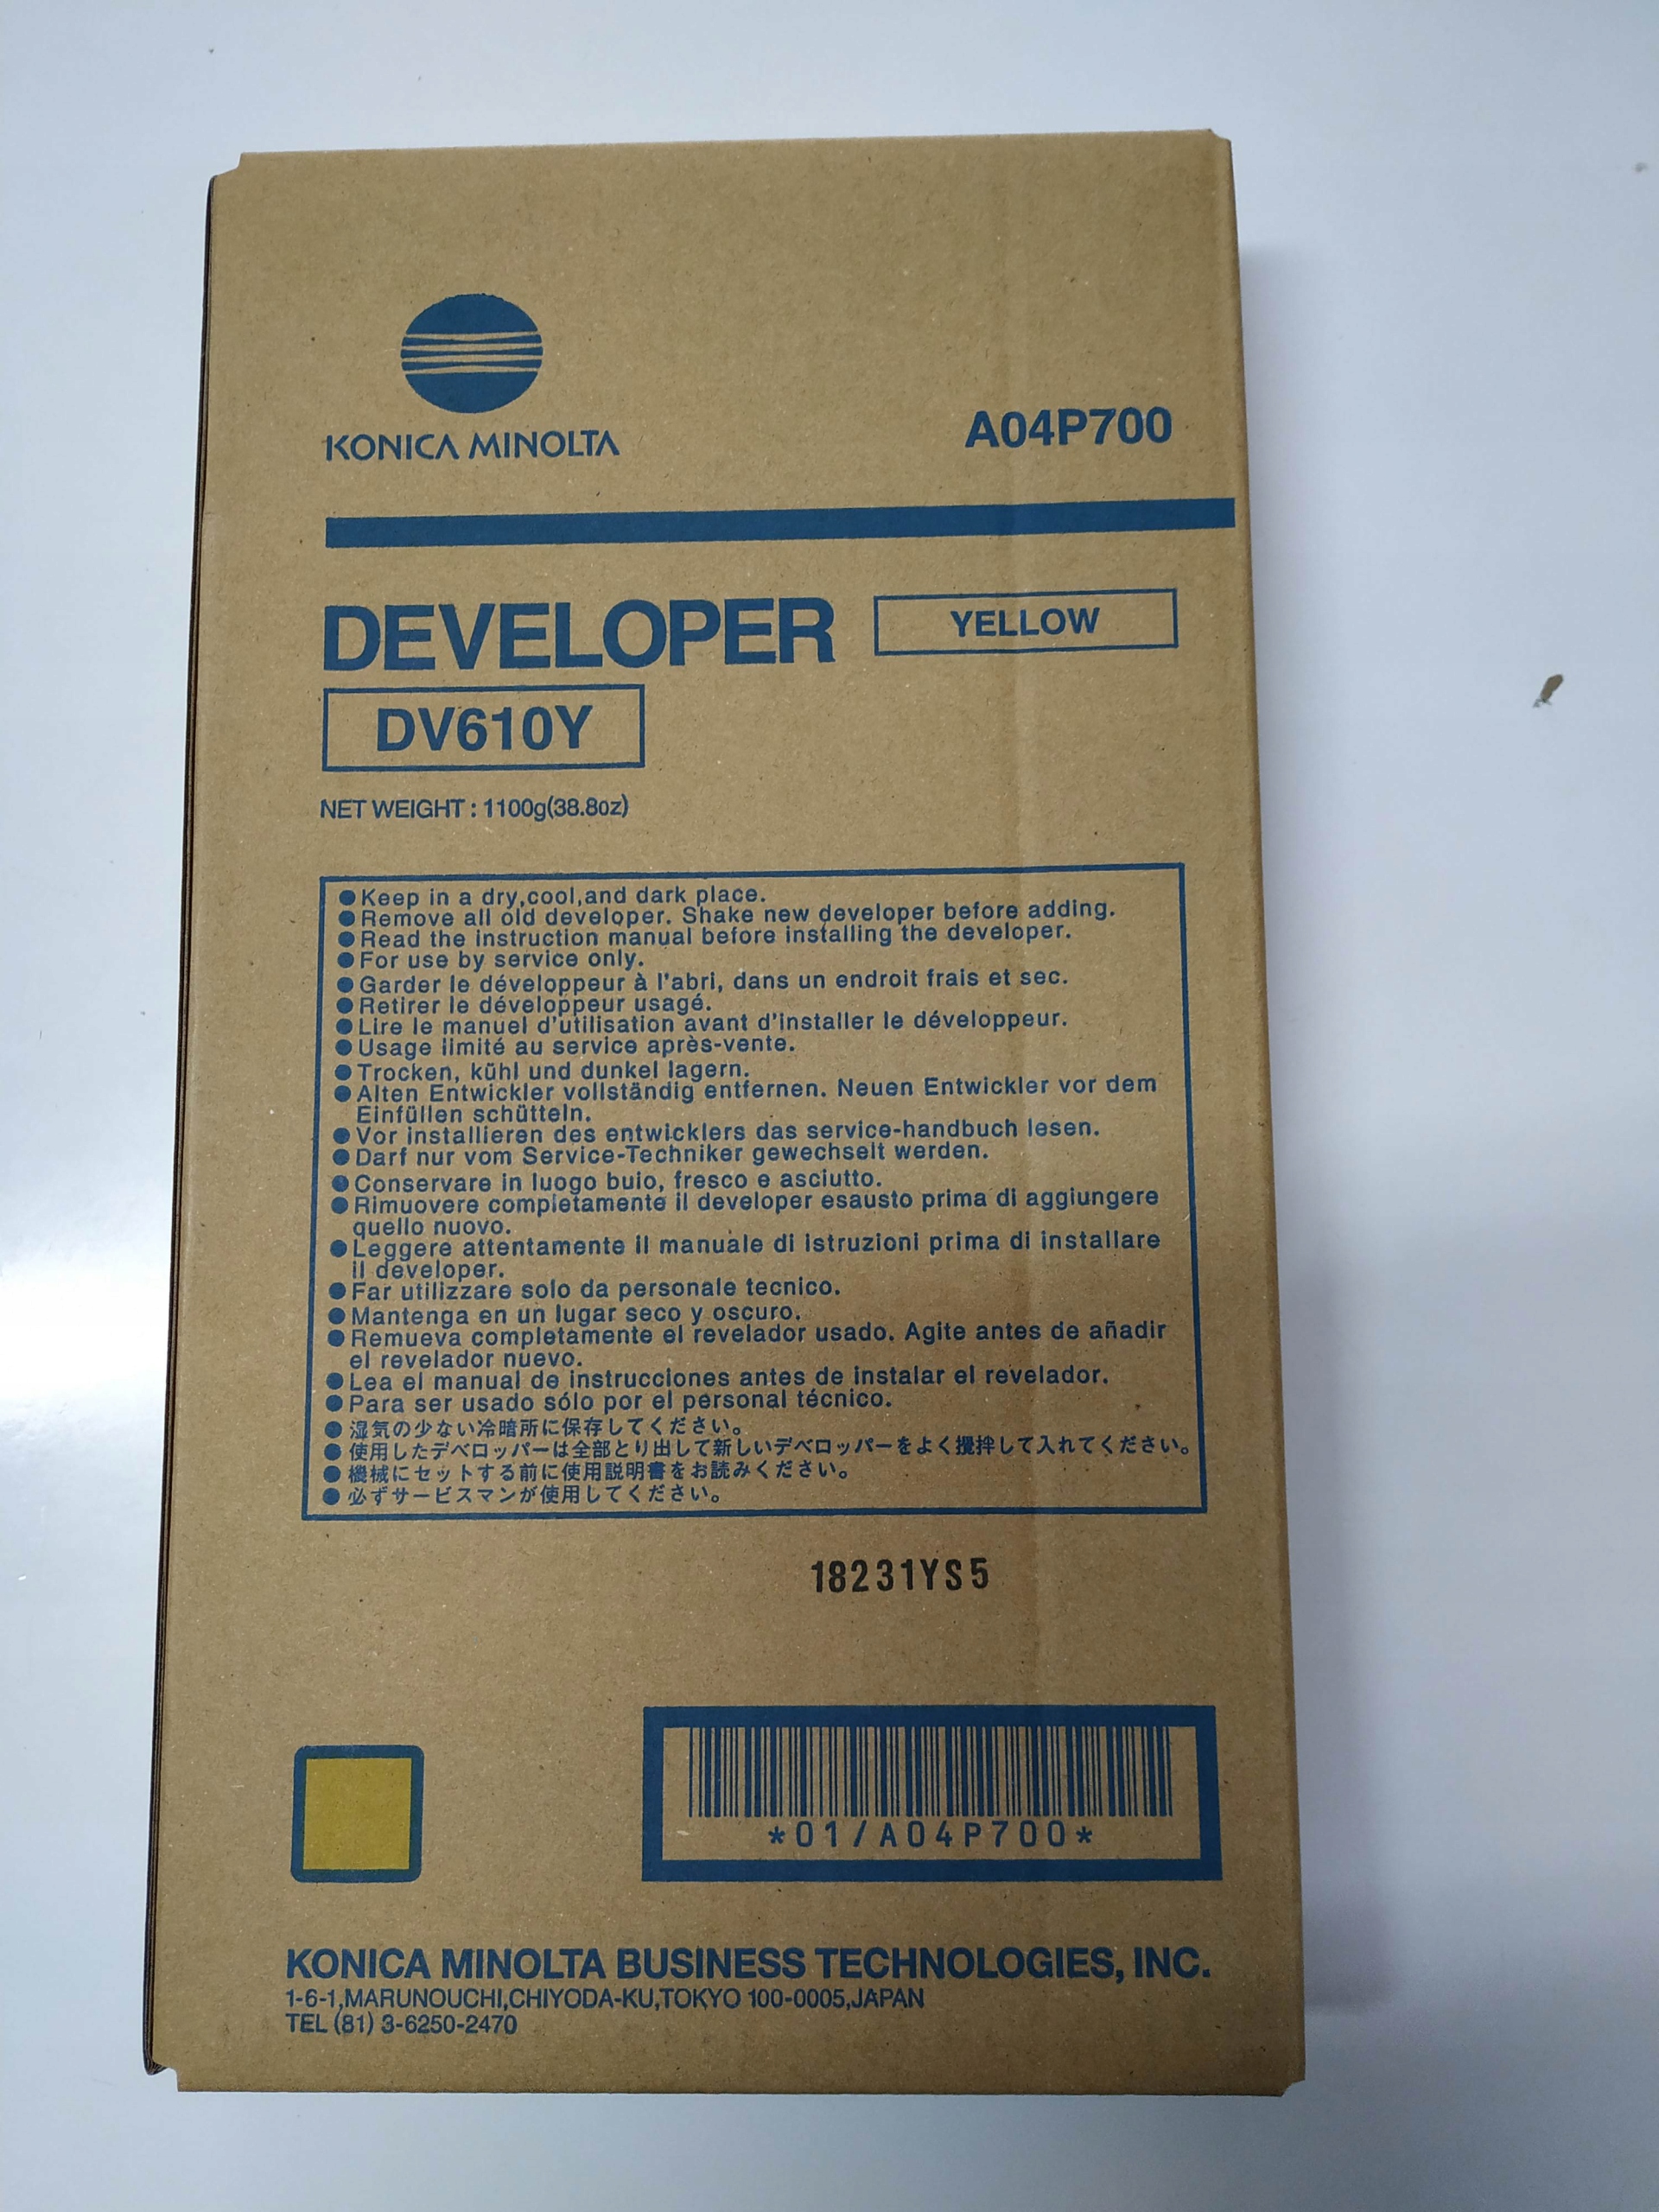 KONICA MINOLTA
A04P700
DEVELOPER
YELLOW
DV610Y
NET WEIGHT : 1100g(38.8oz)
●Keep in a dry,cool,and dark place.
●Remove all old developer. Shake new developer before adding.
●Read the instruction manual before installing the developer.
●For use by service only.
●Garder le développeur à l'abri, dans un endroit frais et sec.
●Retirer le développeur usagé.
●Lire le manuel d'utilisation avant d'installer le développeur.
●Usage limité au service après-vente.
●Trocken, kühl und dunkel lagern.
●Alten Entwickler vollständig entfernen. Neuen Entwickler vor dem
Einfüllen schütteln.
●Vor installieren des entwicklers das service-handbuch lesen.
●Darf nur vom Service-Techniker gewechselt werden.
●Conservare in luogo buio, fresco e asciutto.
●Rimuovere completamente il developer esausto prima di aggiungere
quello nuovo.
●Leggere attentamente il manuale di istruzioni prima di installare
il developer.
●Far utilizzare solo da personale tecnico.
●Mantenga en un lugar seco y oscuro.
●Remueva completamente el revelador usado. Agite antes de añadir
el revelador nuevo.
●Lea el manual de instrucciones antes de instalar el revelador.
●Para ser usado sólo por el personal técnico.
●湿気の少ない冷暗所に保存してください。
●使用したデベロッパーは全部とり出して新しいデベロッパーをよく攪拌して入れてください。
●機械にセットする前に使用説明書をお読みください。
●必ずサービスマンが使用してください。
18231YS5
*01/A04P700*
KONICA MINOLTA BUSINESS TECHNOLOGIES, INC.
1-6-1,MARUNOUCHI,CHIYODA-KU,TOKYO 100-0005,JAPAN
TEL (81) 3-6250-2470